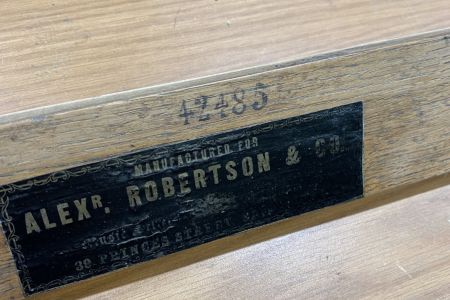 42485
MANUFACTURED FOR
ALEXR. ROBERTSON & CO.
MUSIC
39 PRINCES STREET